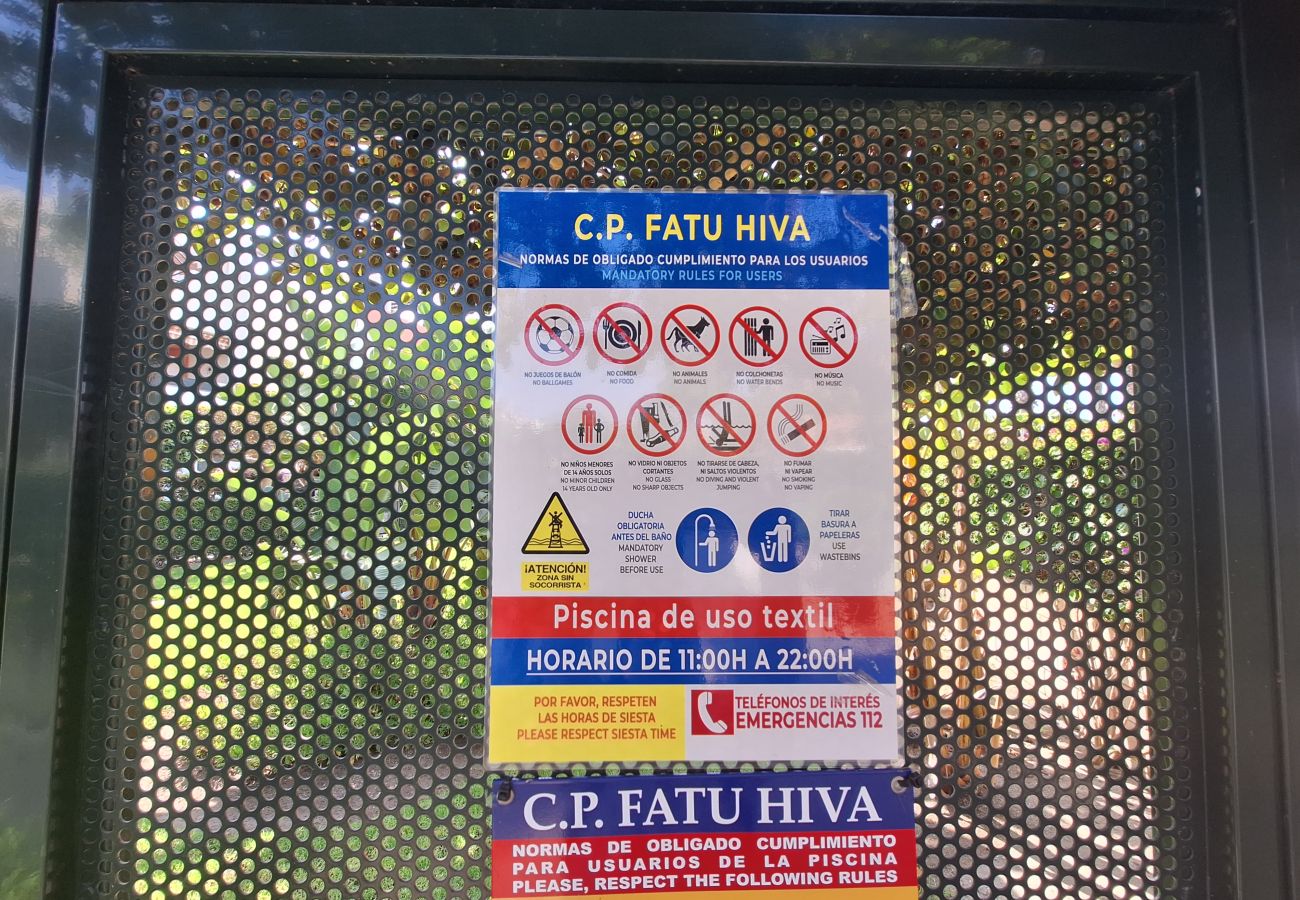 C.P. FATU HIVA
NORMAS DE OBLIGADO CUMPLIMIENTO PARA LOS USUARIOS
MANDATORY RULES FOR USERS
NO JUEGOS DE BALÓN
NO BALLGAMES
NO COMIDA
NO FOOD
NO ANIMALES
NO ANIMALS
NO COLCHONETAS
NO WATER BENDS
NO MÚSICA
NO MUSIC
NO NIÑOS MENORES
DE 14 AÑOS SOLOS
NO MINOR CHILDREN
14 YEARS OLD ONLY
NO VIDRIO NI OBJETOS
CORTANTES
NO GLASS
NO SHARP OBJECTS
NO TIRARSE DE CABEZA,
NI SALTOS VIOLENTOS
NO DIVING AND VIOLENT
JUMPING
NO FUMAR
NI VAPEAR
NO SMOKING
NO VAPING
¡ATENCIÓN!
ZONA SIN
SOCORRISTA
DUCHA
OBLIGATORIA
ANTES DEL BAÑO
MANDATORY
SHOWER
BEFORE USE
TIRAR
BASURA A
PAPELERAS
USE
WASTEBINS
Piscina de uso textil
HORARIO DE 11:00H A 22:00H
POR FAVOR, RESPETEN
LAS HORAS DE SIESTA
PLEASE RESPECT SIESTA TIME
TELÉFONOS DE INTERÉS
EMERGENCIAS 112
C.P. FATU HIVA
NORMAS DE OBLIGADO CUMPLIMIENTO
PARA USUARIOS DE LA PISCINA
PLEASE, RESPECT THE FOLLOWING RULES